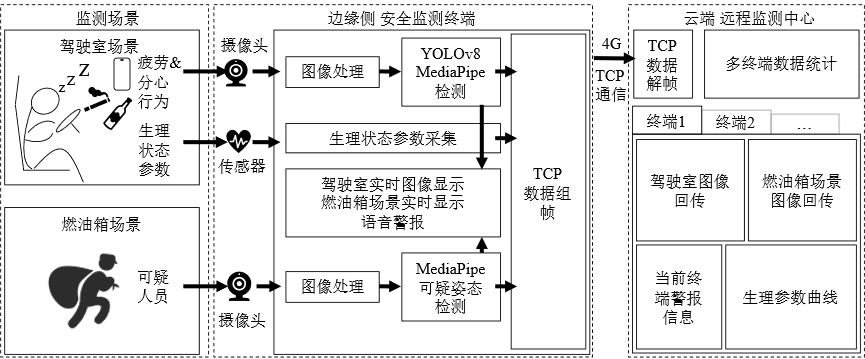 监测场景
驾驶室场景
z z Z
疲劳&
分心
行为
生理
状态
参数
燃油箱场景
可疑
人员
边缘侧 安全监测终端
摄像头
图像处理
YOLOv8
MediaPipe
检测
传感器
生理状态参数采集
驾驶室实时图像显示
燃油箱场景实时显示
语音警报
摄像头
图像处理
MediaPipe
可疑姿态
检测
TCP
数据组
帧
4G
TCP
通信
云端 远程监测中心
TCP
数据
解帧
多终端数据统计
终端1
终端2
...
驾驶室图像
回传
燃油箱场景
图像回传
当前终
端警报
信息
生理参数曲线